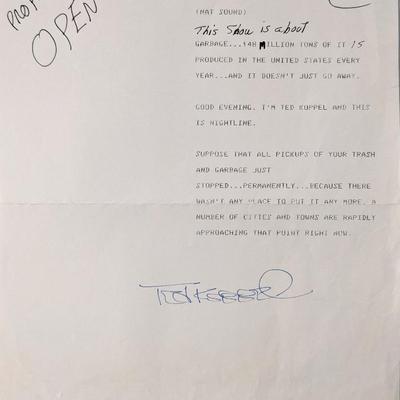 OPEN
(NAT SOUND)
This Show is about
GARBAGE...148 MILLION TONS OF IT IS
PRODUCED IN THE UNITED STATES EVERY
YEAR...AND IT DOESN'T JUST GO AWAY.
GOOD EVENING. I'M TED KOPPEL AND THIS
IS NIGHTLINE.
SUPPOSE THAT ALL PICKUPS OF YOUR TRASH
AND GARBAGE JUST
STOPPED...PERMANENTLY...BECAUSE THERE
WASN'T ANY PLACE TO PUT IT ANY MORE. A
NUMBER OF CITIES AND TOWNS ARE RAPIDLY
APPROACHING THAT POINT RIGHT NOW.
Ted Koppel